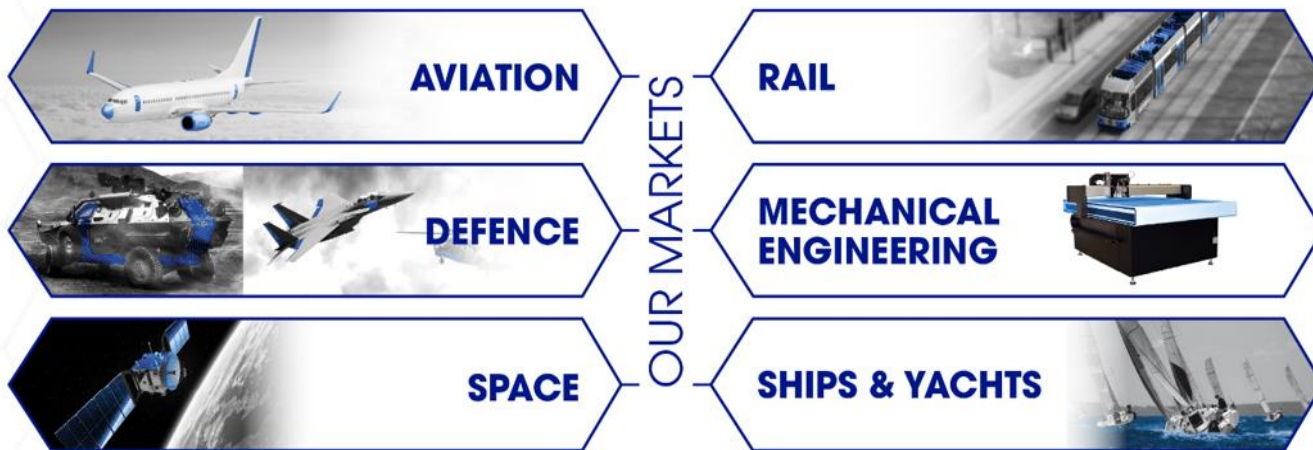 AVIATION
DEFENCE
SPACE
OUR MARKETS
RAIL
MECHANICAL
ENGINEERING
SHIPS & YACHTS